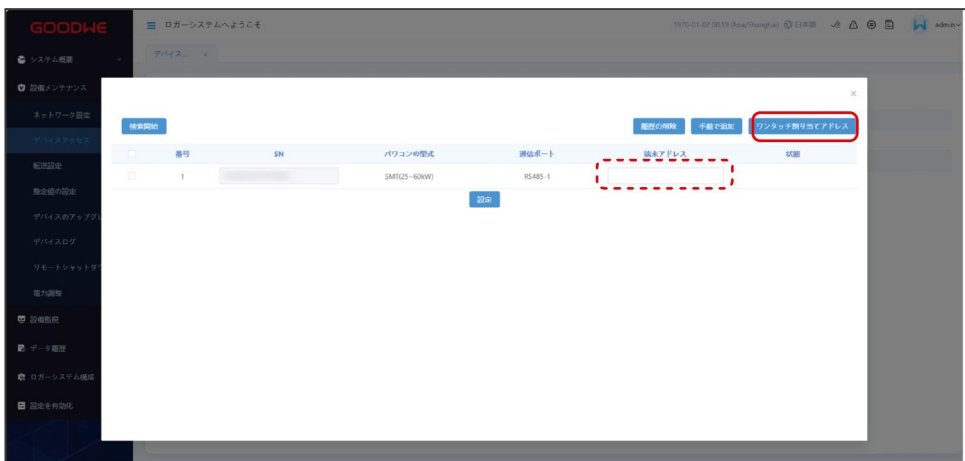 GOODWE
ロガーシステムへようこそ
1970-01-02 00:19 (Asia/Shanghai) 日本語
admin
システム概要
デバイス...
設備メンテナンス
ネットワーク設定
検索開始
履歴の削除
手動で追加
ワンタッチ割り当てアドレス
デバイスアクセス
番号 SN パワコンの型式 通信ポート 端末アドレス 状態
転送設定
1 SMT(25~60kW) RS485-1
整定値の設定
設定
デバイスのアップグレ
デバイスログ
リモートシャットダウ
電力調整
設備監視
データ履歴
ロガーシステム構成
設定を有効化